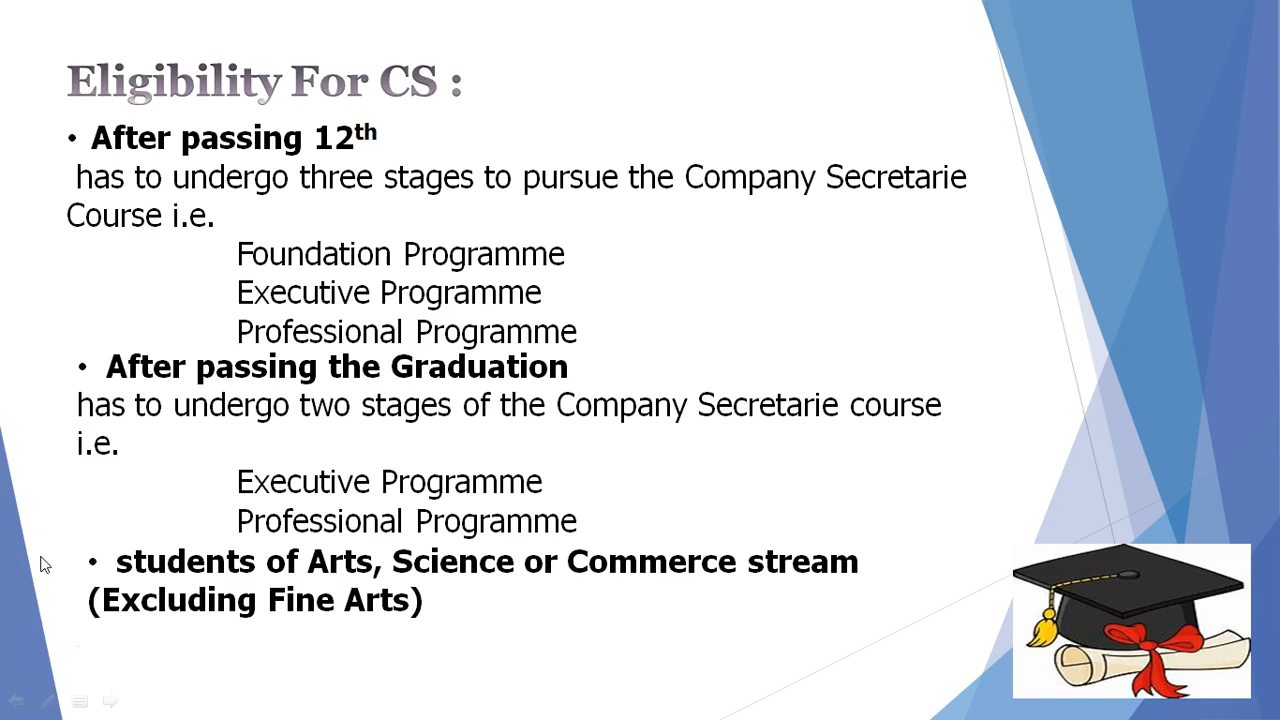 Eligibility For CS :
• After passing 12th
has to undergo three stages to pursue the Company Secretarie
Course i.e.
Foundation Programme
Executive Programme
Professional Programme
• After passing the Graduation
has to undergo two stages of the Company Secretarie course
i.e.
Executive Programme
Professional Programme
• students of Arts, Science or Commerce stream
(Excluding Fine Arts)